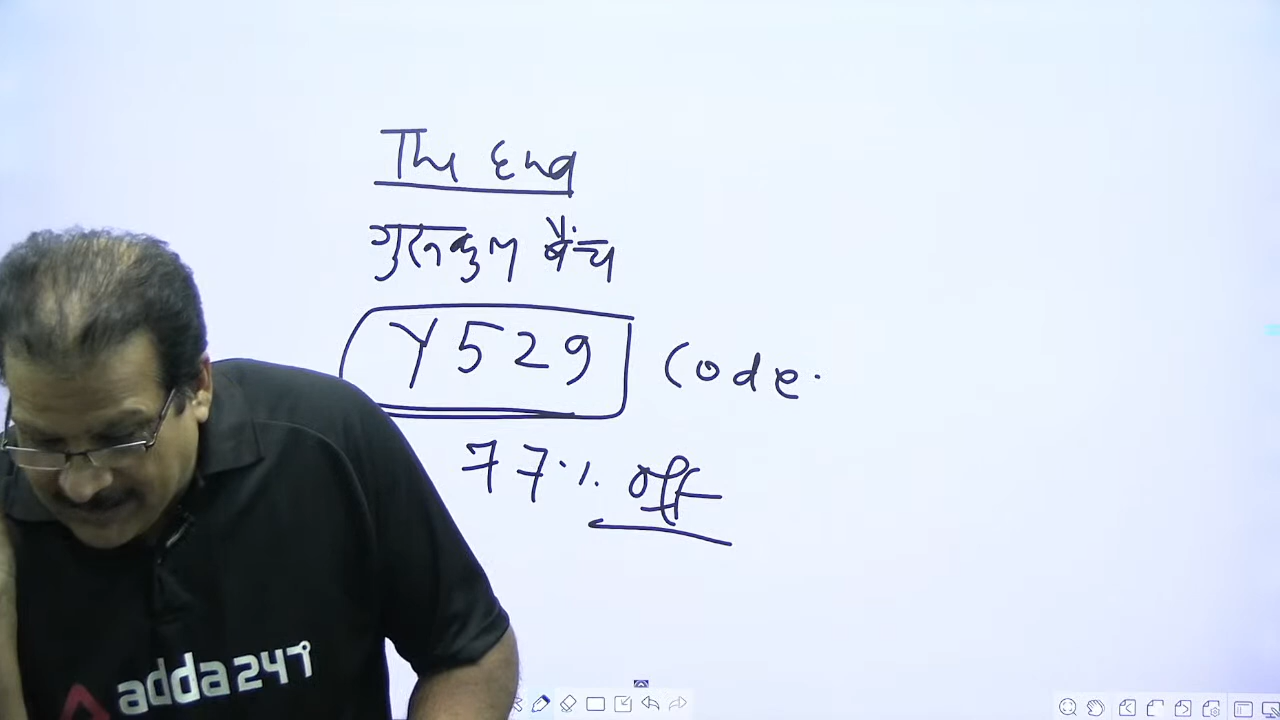 The End
गुरूकुल बैच
Y529 Code.
77% off
adda247